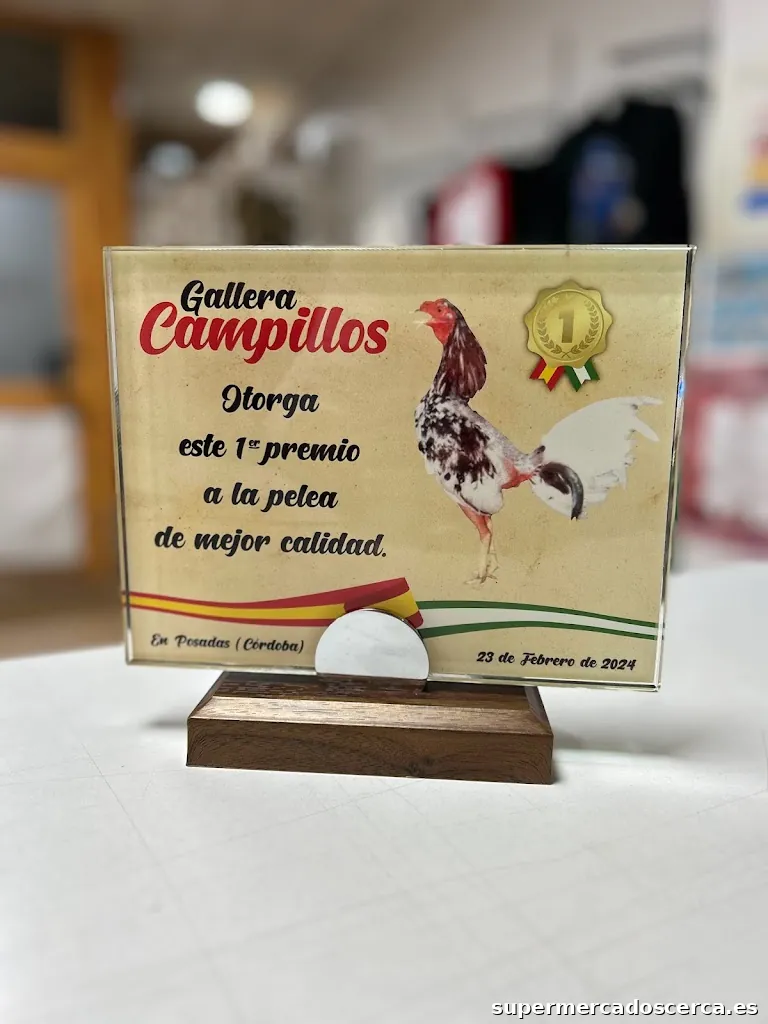 Gallera
Campillos
Otorga
este 1er premio
a la pelea
de mejor calidad.
1
En Posadas (Córdoba)
23 de Febrero de 2024
supermercadoscerca.es